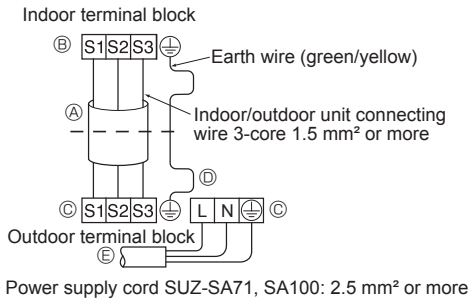 Indoor terminal block
Ⓑ S1 S2 S3
Earth wire (green/yellow)
Ⓐ
Indoor/outdoor unit connecting
wire 3-core 1.5 mm² or more
Ⓓ
Ⓒ S1 S2 S3 L N Ⓒ
Outdoor terminal block
Ⓔ
Power supply cord SUZ-SA71, SA100: 2.5 mm² or more